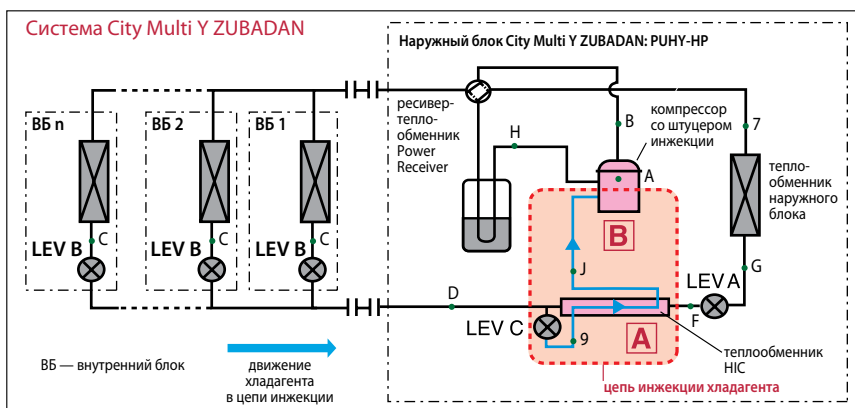 Система City Multi Y ZUBADAN
Наружный блок City Multi Y ZUBADAN: PUHY-HP
ВБ n
ВБ 2
ВБ 1
ресивер-
тепло-
обменник
Power
Receiver
H
B
компрессор
со штуцером
инжекции
A
7
тепло-
обменник
наружного
блока
LEV B
C
LEV B
C
LEV B
C
B
J
G
LEV A
D
F
LEV C
9
A
теплообменник
HIC
цепь инжекции хладагента
ВБ — внутренний блок
движение
хладагента
в цепи инжекции